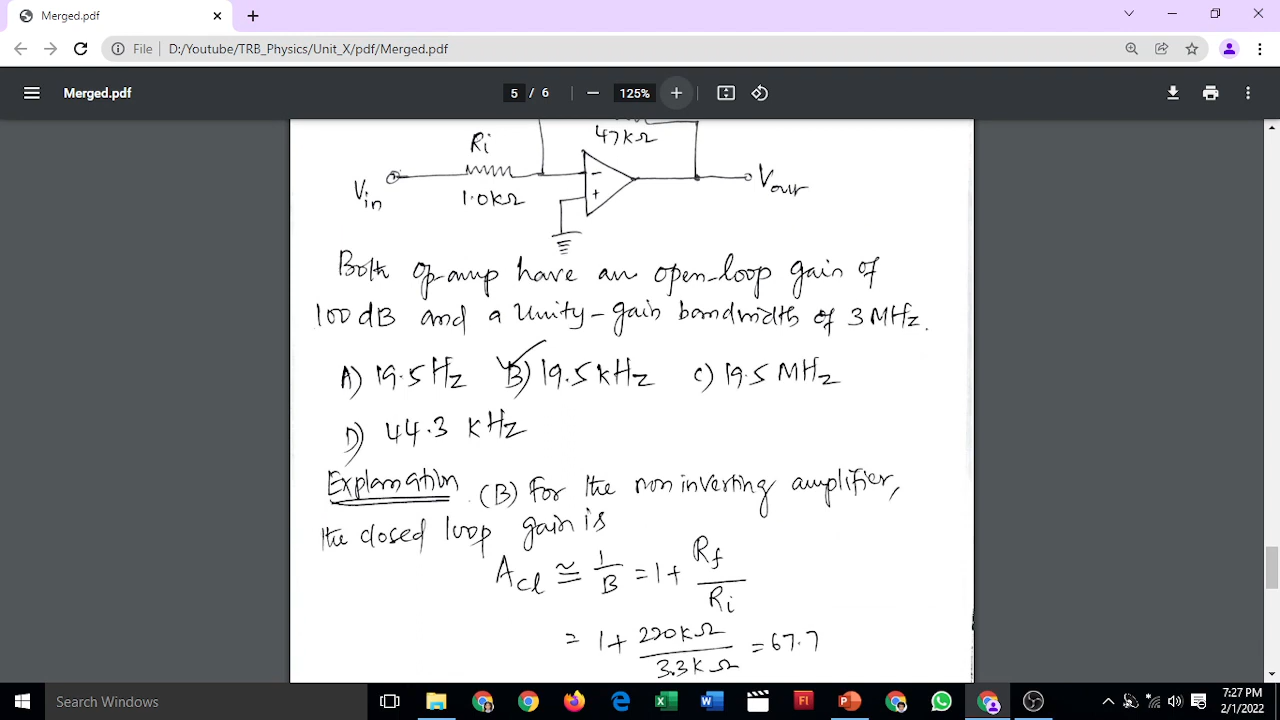 Merged.pdf
File D:/Youtube/TRB_Physics/Unit_X/pdf/Merged.pdf
Merged.pdf 5 / 6 125%
47kΩ
Ri
Vin 1.0kΩ - + Vout
Both op-amp have an open-loop gain of
100 dB and a Unity-gain bandwidth of 3 MHz.
A) 19.5 Hz B) 19.5 kHz C) 19.5 MHz
D) 44.3 kHz
Explanation (B) For the non inverting amplifier,
the closed loop gain is
Acl ≅ 1/B = 1 + Rf/Ri
= 1 + 220kΩ/3.3kΩ = 67.7
Search Windows
7:27 PM
2/1/2022